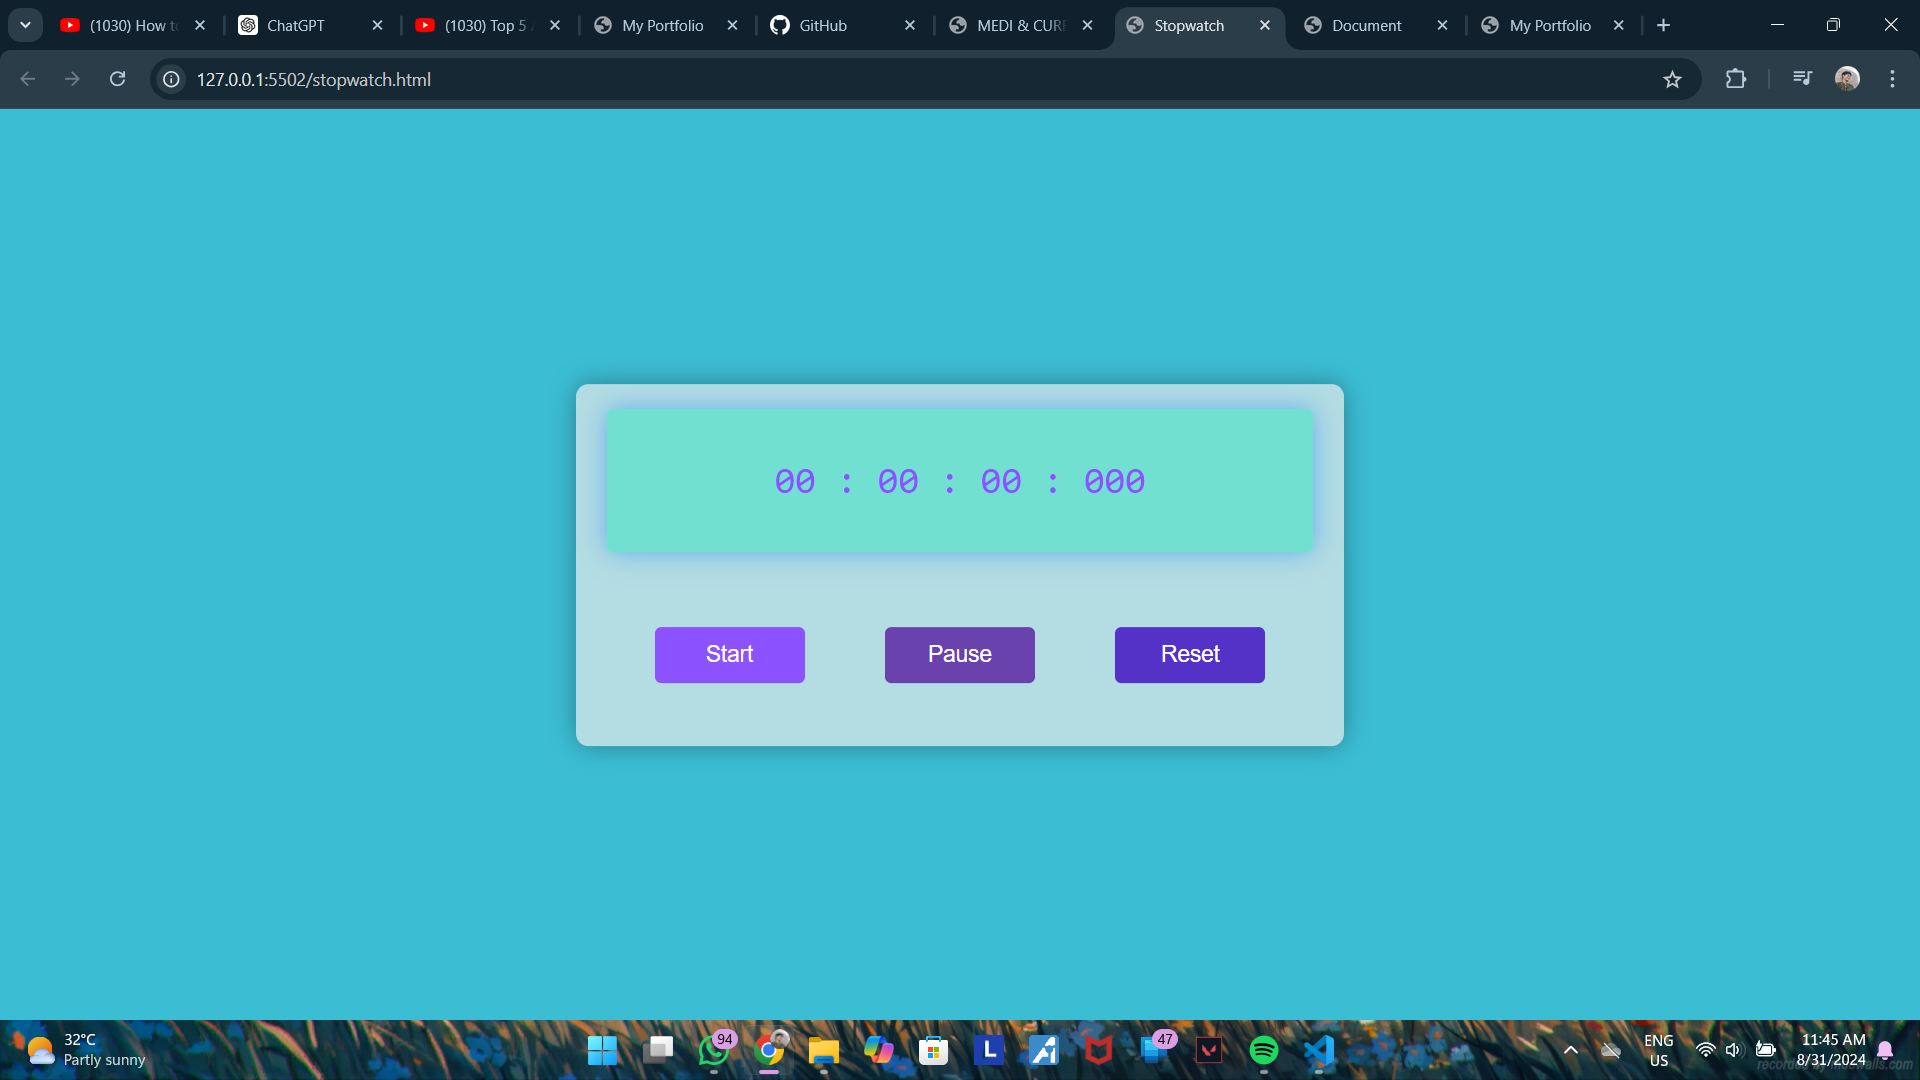 (1030) How t
ChatGPT
(1030) Top 5
My Portfolio
GitHub
MEDI & CUR
Stopwatch
Document
My Portfolio
127.0.0.1:5502/stopwatch.html
00 : 00 : 00 : 000
Start
Pause
Reset
32°C
Partly sunny
94
L
47
ENG
US
11:45 AM
8/31/2024